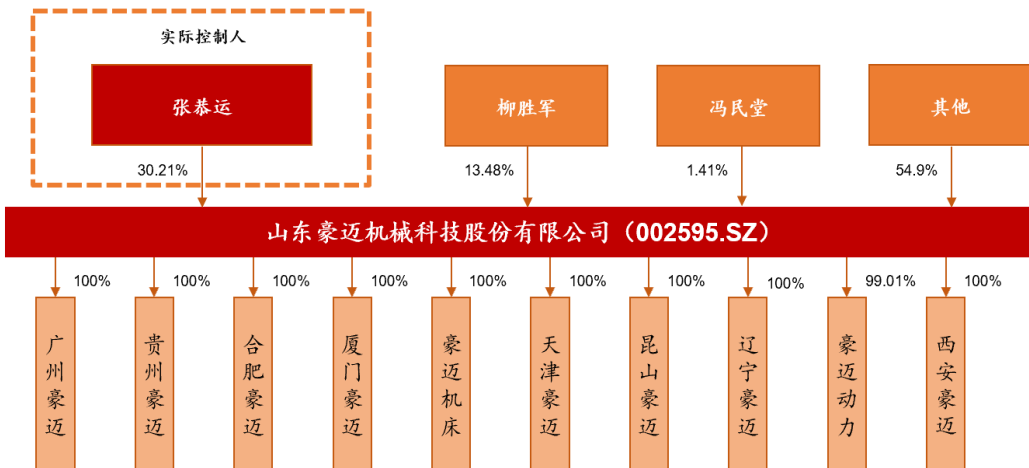 实际控制人
张恭运
柳胜军
冯民堂
其他
30.21%
13.48%
1.41%
54.9%
山东豪迈机械科技股份有限公司（002595.SZ）
100%
100%
100%
100%
100%
100%
100%
100%
99.01%
100%
广州豪迈
贵州豪迈
合肥豪迈
厦门豪迈
豪迈机床
天津豪迈
昆山豪迈
辽宁豪迈
豪迈动力
西安豪迈